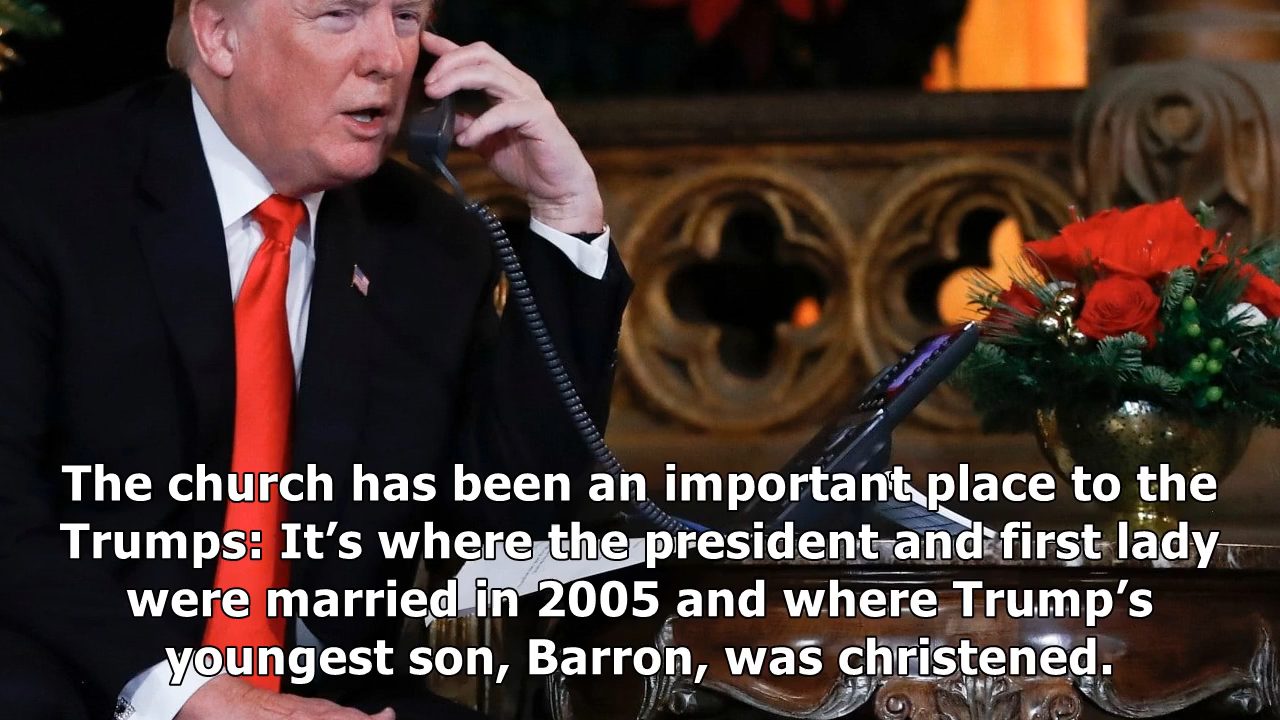 The church has been an important place to the
Trumps: It’s where the president and first lady
were married in 2005 and where Trump’s
youngest son, Barron, was christened.